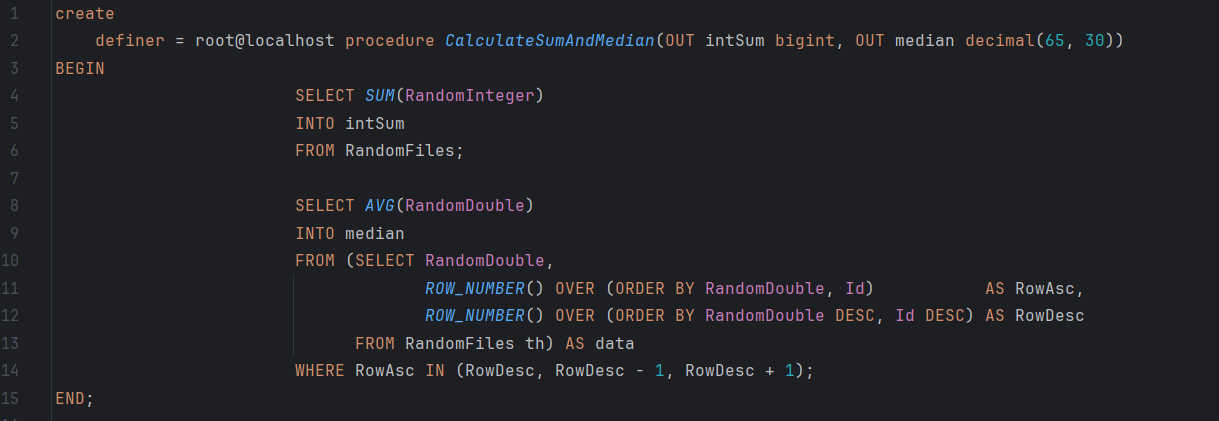 1 create
2     definer = root@localhost procedure CalculateSumAndMedian(OUT intSum bigint, OUT median decimal(65, 30))
3 BEGIN
4                         SELECT SUM(RandomInteger)
5                         INTO intSum
6                         FROM RandomFiles;
7
8                         SELECT AVG(RandomDouble)
9                         INTO median
10                         FROM (SELECT RandomDouble,
11                                      ROW_NUMBER() OVER (ORDER BY RandomDouble, Id)           AS RowAsc,
12                                      ROW_NUMBER() OVER (ORDER BY RandomDouble DESC, Id DESC) AS RowDesc
13                               FROM RandomFiles th) AS data
14                         WHERE RowAsc IN (RowDesc, RowDesc - 1, RowDesc + 1);
15 END;